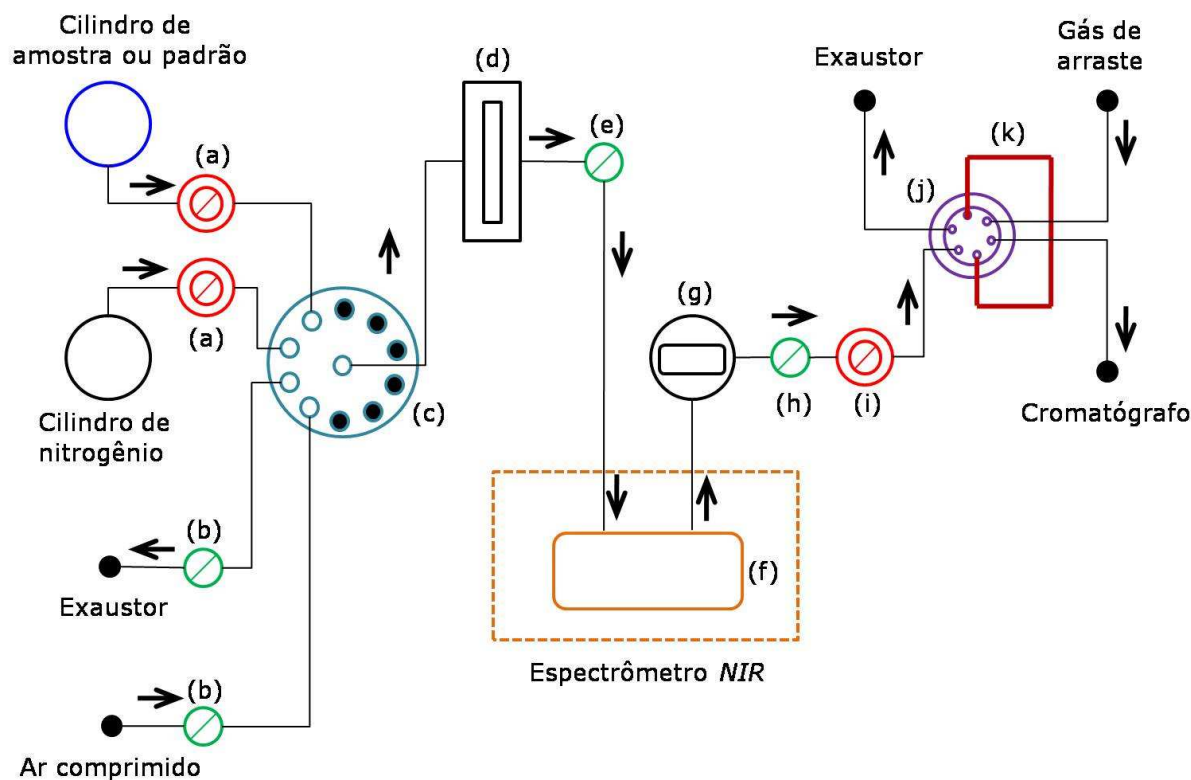 Cilindro de
amostra ou padrão
(a)
(a)
Cilindro de
nitrogênio
(b)
Exaustor
(b)
Ar comprimido
(c)
(d)
(e)
(f)
Espectrômetro NIR
(g)
(h)
(i)
Exaustor
Gás de
arraste
(j)
(k)
Cromatógrafo